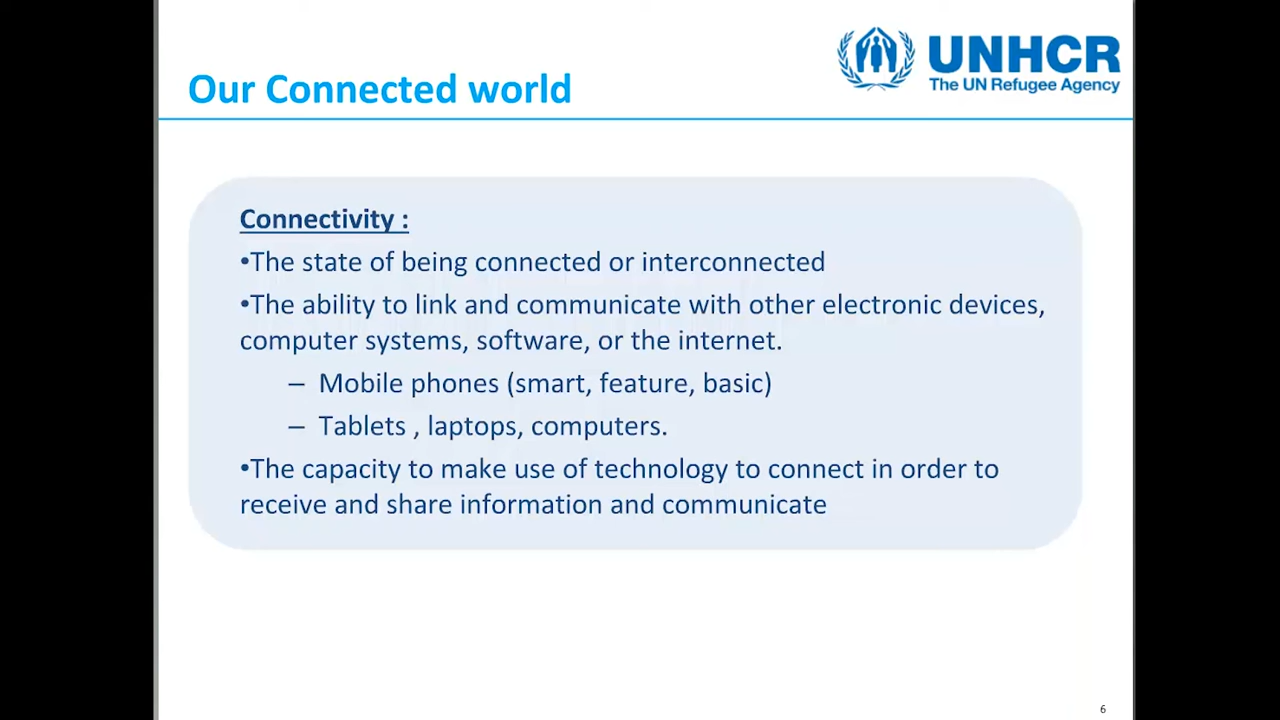 Our Connected world
UNHCR
The UN Refugee Agency
Connectivity :
•The state of being connected or interconnected
•The ability to link and communicate with other electronic devices,
computer systems, software, or the internet.
– Mobile phones (smart, feature, basic)
– Tablets , laptops, computers.
•The capacity to make use of technology to connect in order to
receive and share information and communicate
6